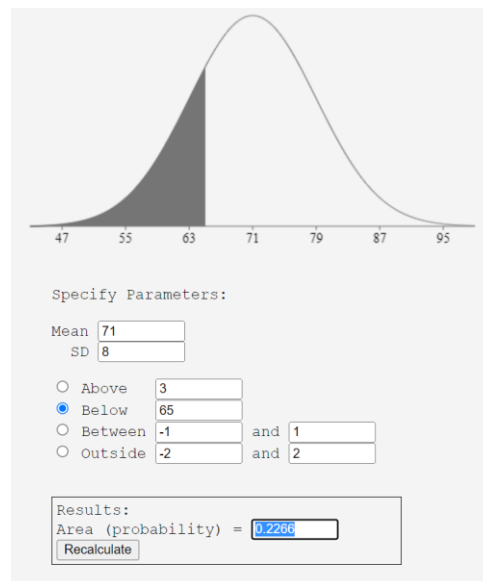 47 55 63 71 79 87 95
Specify Parameters:
Mean 71
SD 8
Above 3
Below 65
Between -1 and 1
Outside -2 and 2
Results:
Area (probability) = 0.2266
Recalculate